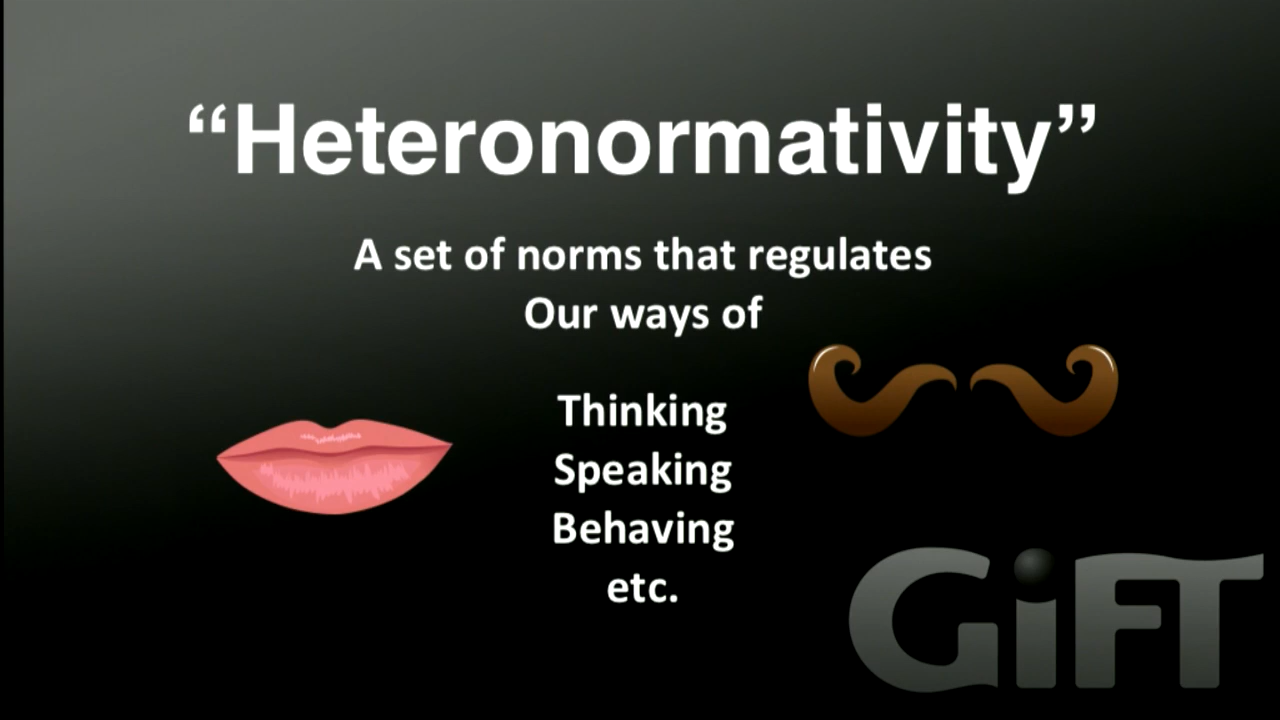 “Heteronormativity”
A set of norms that regulates
Our ways of
Thinking
Speaking
Behaving
etc.
GiFT